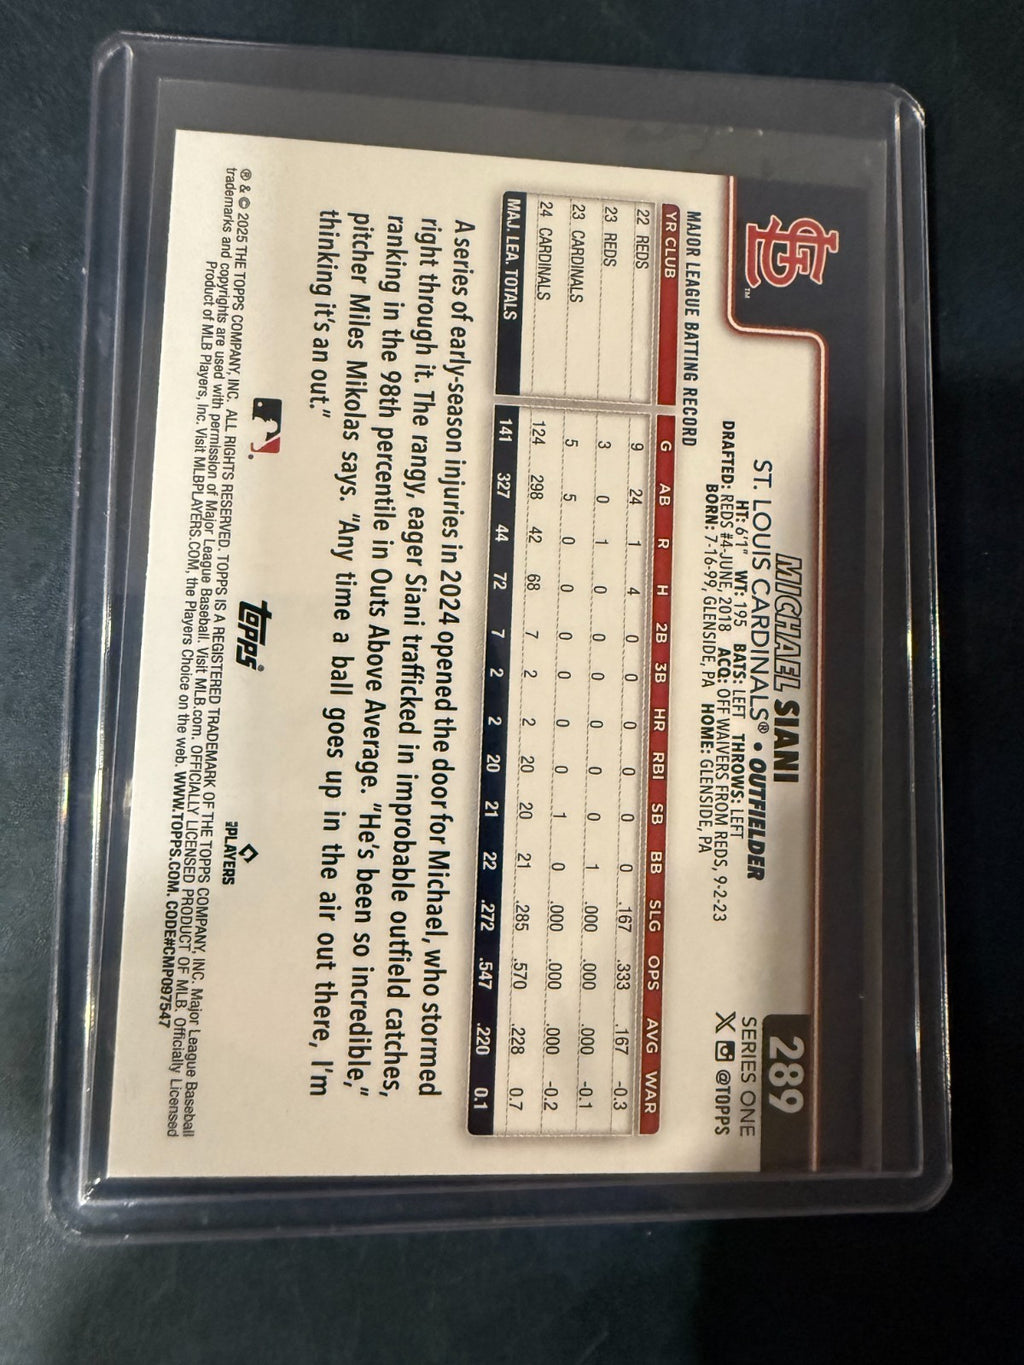 STL™
289
MICHAEL SIANI
ST. LOUIS CARDINALS® • OUTFIELDER
SERIES ONE
HT: 6'1" WT: 195 BATS: LEFT THROWS: LEFT
DRAFTED: REDS #4-JUNE, 2018 ACQ: OFF WAIVERS FROM REDS, 9-2-23
X @TOPPS
BORN: 7-16-99, GLENSIDE, PA HOME: GLENSIDE, PA
MAJOR LEAGUE BATTING RECORD
YR CLUB G AB R H 2B 3B HR RBI SB BB SLG OPS AVG WAR
22 REDS 9 24 1 4 0 0 0 0 0 0 .167 .333 .167 -0.3
23 REDS 3 0 1 0 0 0 0 0 0 1 .000 .000 .000 -0.1
23 CARDINALS 5 5 0 0 0 0 0 0 1 0 .000 .000 .000 -0.2
24 CARDINALS 124 298 42 68 7 2 2 20 20 21 .285 .570 .228 0.7
MAJ. LEA. TOTALS 141 327 44 72 7 2 2 20 21 22 .272 .547 .220 0.1
A series of early-season injuries in 2024 opened the door for Michael, who stormed
right through it. The rangy, eager Siani trafficked in improbable outfield catches,
ranking in the 98th percentile in Outs Above Average. "He's been so incredible,"
pitcher Miles Mikolas says. "Any time a ball goes up in the air out there, I'm
thinking it's an out."
topps®
MLB PLAYERS
® & © 2025 THE TOPPS COMPANY, INC. ALL RIGHTS RESERVED. TOPPS IS A REGISTERED TRADEMARK OF THE TOPPS COMPANY, INC. Major League Baseball
trademarks and copyrights are used with permission of Major League Baseball. Visit MLB.com. OFFICIALLY LICENSED PRODUCT OF MLB. Officially Licensed
Product of MLB Players, Inc. Visit MLBPLAYERS.COM, the Players Choice on the web. WWW.TOPPS.COM. CODE#CMP097547